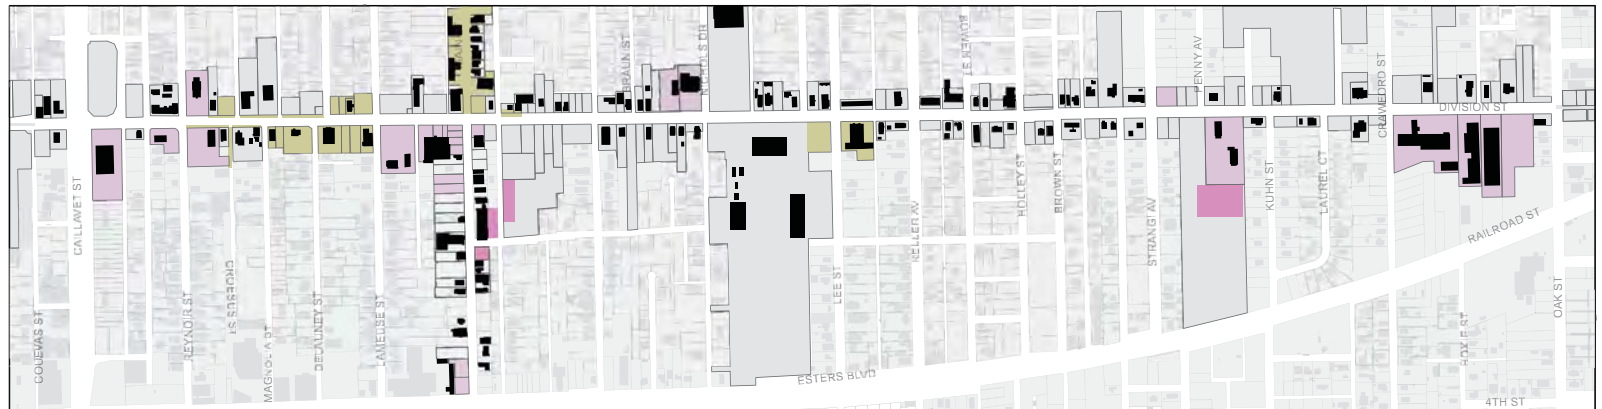 BRAUN ST
NICHOLS DR
BOWEN ST
PENNY AV
CRAWFORD ST
DIVISION ST
CAILLAVET ST
HOLLEY ST
BROWN ST
KUHN ST
LAUREL CT
KELLER AV
STRANGI AV
RAILROAD ST
CROESUS ST
LEE ST
OAK ST
REYNOIR ST
DELAUNEY ST
LAMEUSE ST
COUEVAS ST
MAGNOLIA ST
HOXIE ST
ESTERS BLVD
4TH ST